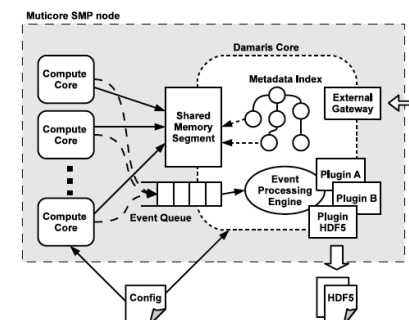 Muticore SMP node
Damaris Core
Compute
Core
Compute
Core
Compute
Core
Shared
Memory
Segment
Metadata Index
External
Gateway
Event Queue
Event
Processing
Engine
Plugin A
Plugin B
Plugin
HDF5
Config
HDF5